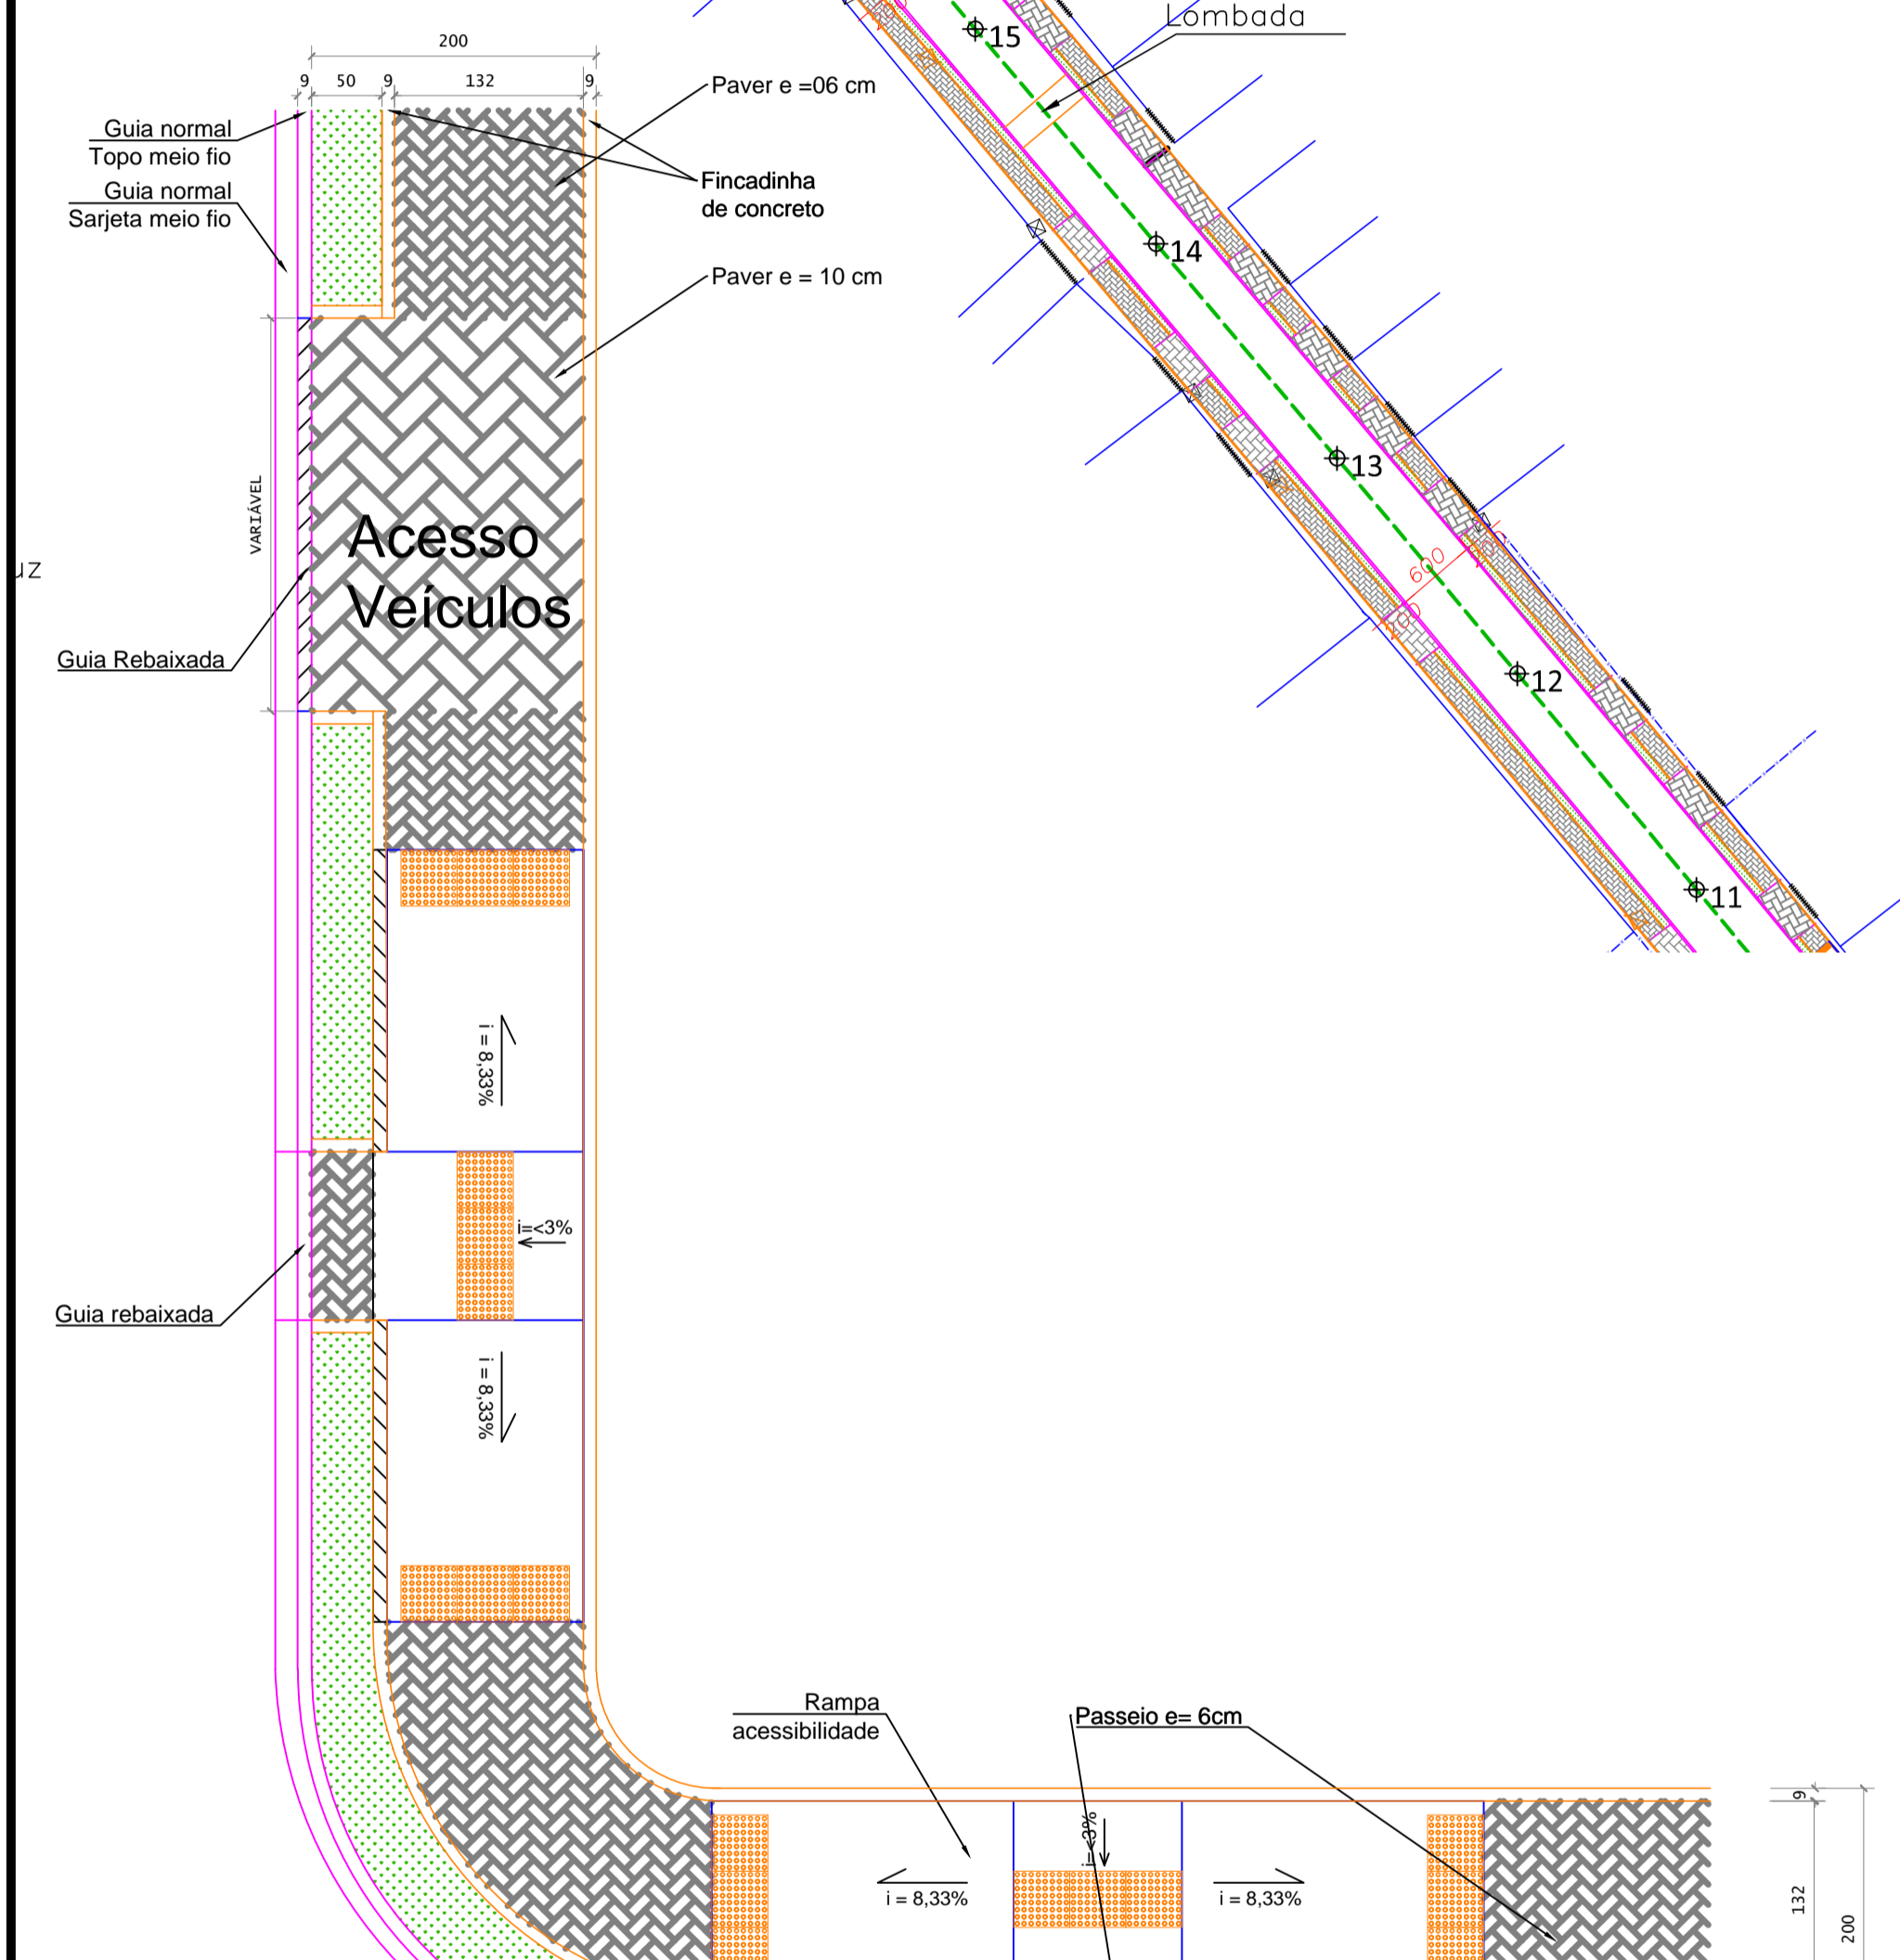 200
9 50 9 132 9
Guia normal
Topo meio fio
Guia normal
Sarjeta meio fio
Paver e =06 cm
Fincadinha
de concreto
Paver e = 10 cm
VARIÁVEL
Acesso
Veículos
Guia Rebaixada
uz
i = 8,33%
i=<3%
Guia rebaixada
i = 8,33%
Lombada
15
14
13
600
12
11
Rampa
acessibilidade
Passeio e= 6cm
i=<3%
i = 8,33%
i = 8,33%
9
132
200